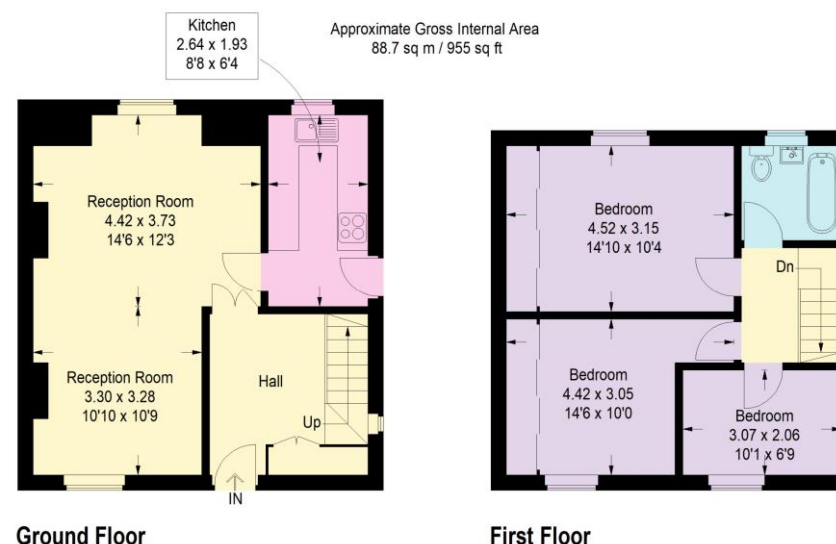 Kitchen
2.64 x 1.93
8'8 x 6'4
Approximate Gross Internal Area
88.7 sq m / 955 sq ft
Reception Room
4.42 x 3.73
14'6 x 12'3
Reception Room
3.30 x 3.28
10'10 x 10'9
Hall
Up
IN
Ground Floor
Bedroom
4.52 x 3.15
14'10 x 10'4
Dn
Bedroom
4.42 x 3.05
14'6 x 10'0
Bedroom
3.07 x 2.06
10'1 x 6'9
First Floor